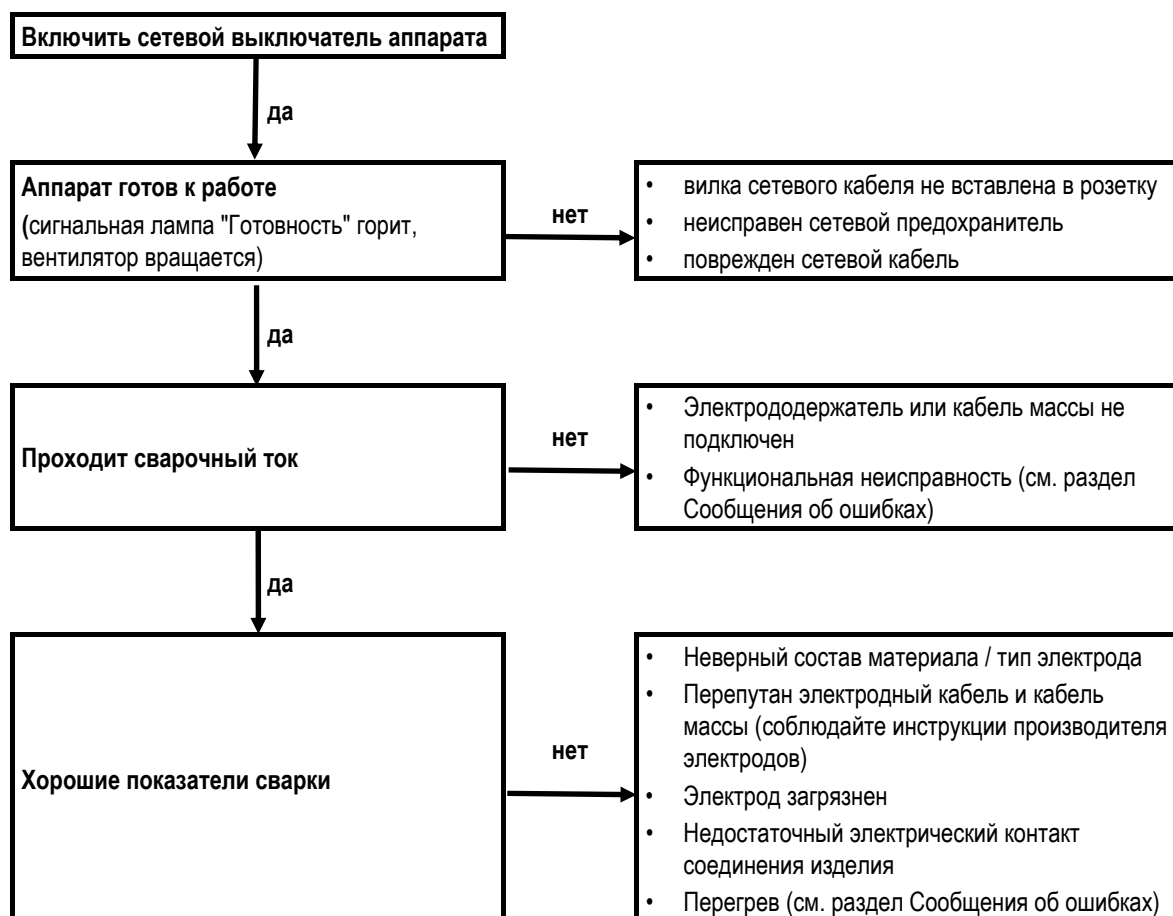 Включить сетевой выключатель аппарата
да
Аппарат готов к работе
(сигнальная лампа "Готовность" горит,
вентилятор вращается)
нет
• вилка сетевого кабеля не вставлена в розетку
• неисправен сетевой предохранитель
• поврежден сетевой кабель
да
Проходит сварочный ток
нет
• Электрододержатель или кабель массы не
подключен
• Функциональная неисправность (см. раздел
Сообщения об ошибках)
да
Хорошие показатели сварки
нет
• Неверный состав материала / тип электрода
• Перепутан электродный кабель и кабель
массы (соблюдайте инструкции производителя
электродов)
• Электрод загрязнен
• Недостаточный электрический контакт
соединения изделия
• Перегрев (см. раздел Сообщения об ошибках)